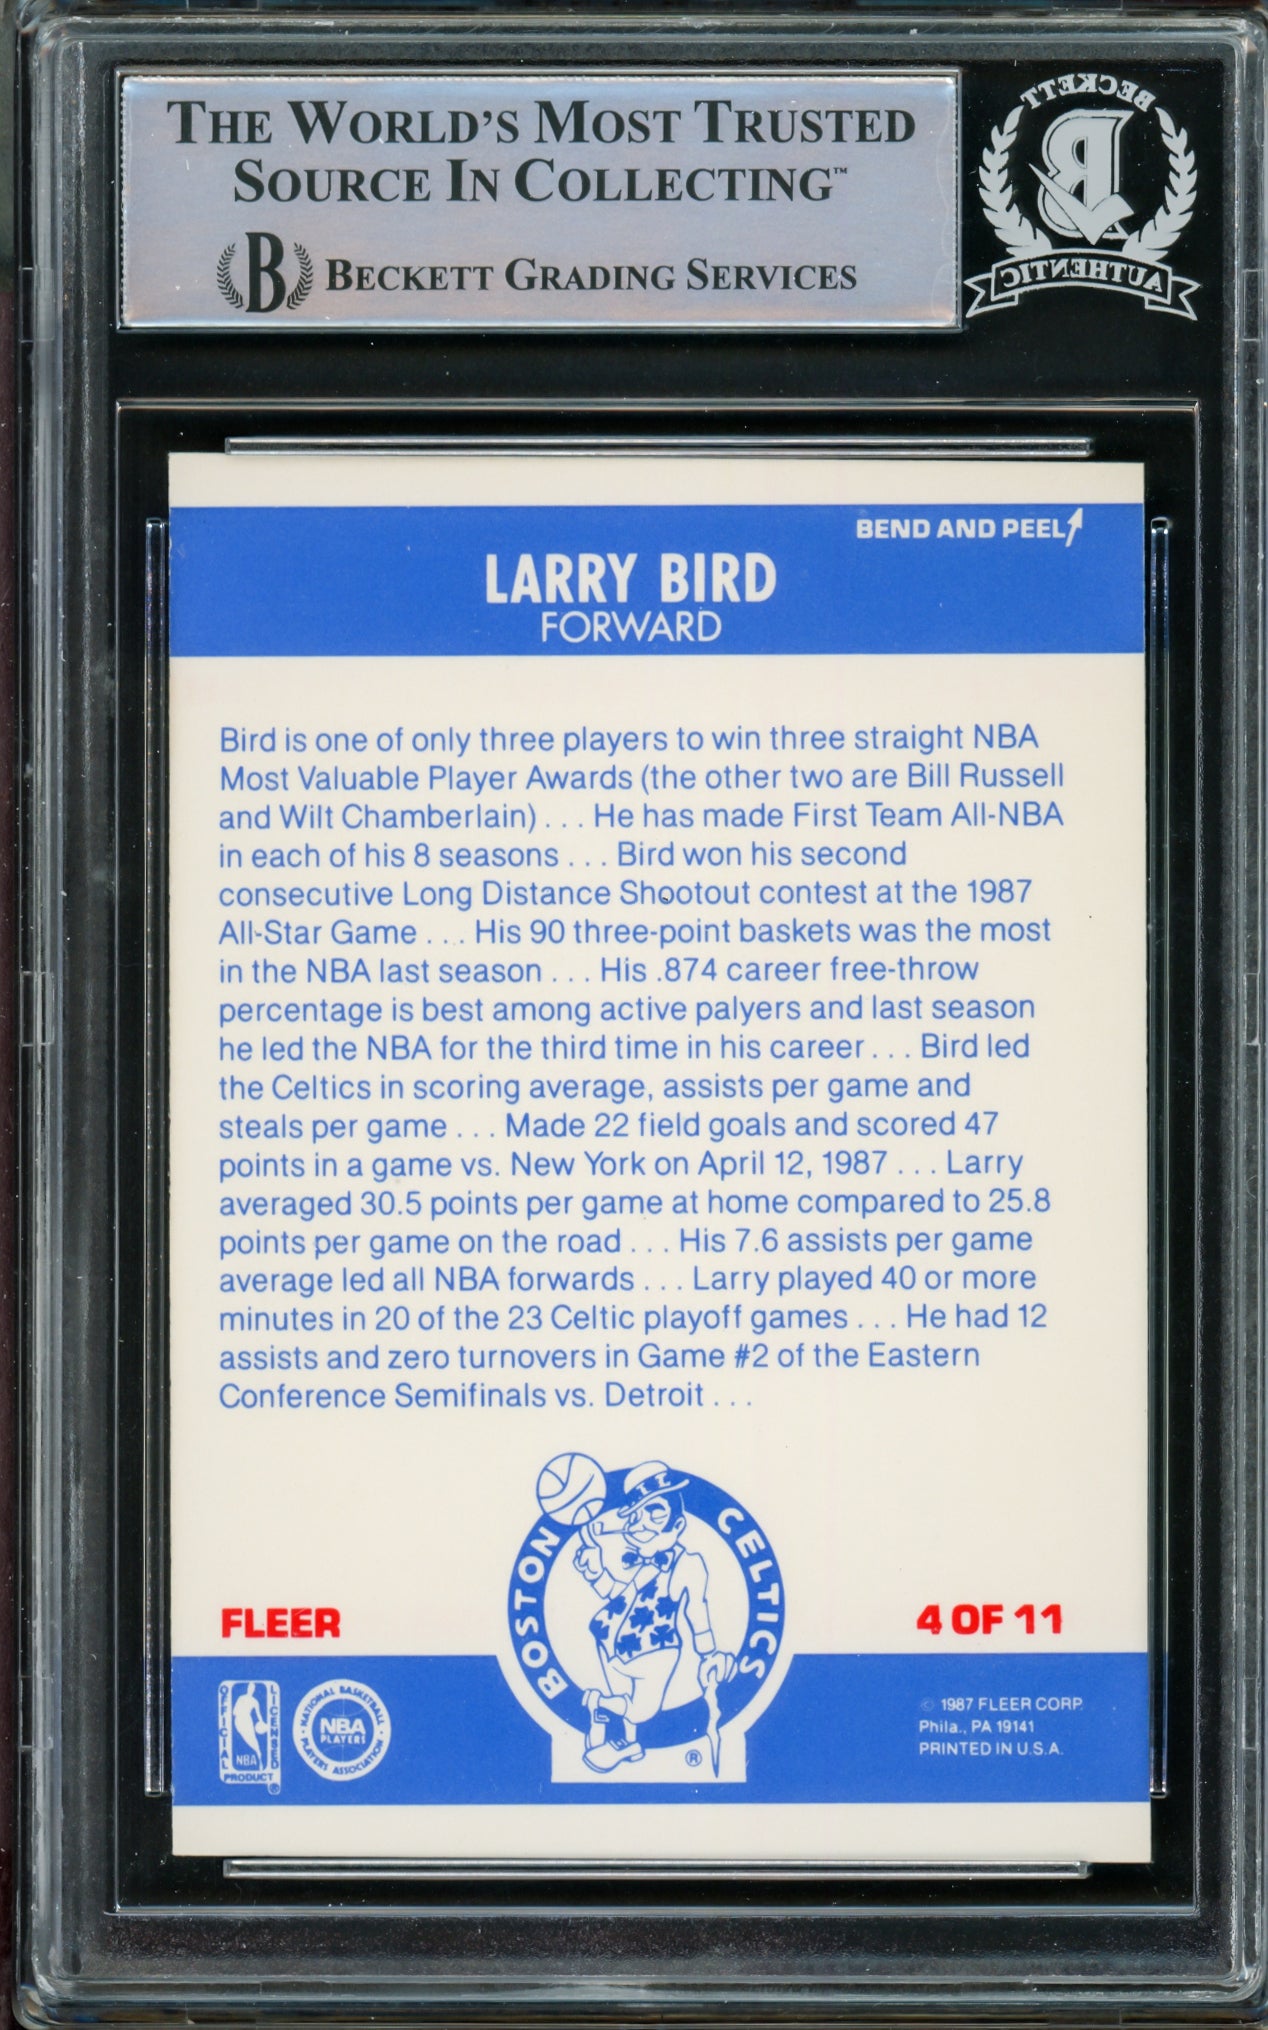 THE WORLD'S MOST TRUSTED
SOURCE IN COLLECTING™
B BECKETT GRADING SERVICES
BECKETT
B
AUTHENTIC
BEND AND PEEL
LARRY BIRD
FORWARD
Bird is one of only three players to win three straight NBA
Most Valuable Player Awards (the other two are Bill Russell
and Wilt Chamberlain) . . . He has made First Team All-NBA
in each of his 8 seasons . . . Bird won his second
consecutive Long Distance Shootout contest at the 1987
All-Star Game . . . His 90 three-point baskets was the most
in the NBA last season . . . His .874 career free-throw
percentage is best among active palyers and last season
he led the NBA for the third time in his career . . . Bird led
the Celtics in scoring average, assists per game and
steals per game . . . Made 22 field goals and scored 47
points in a game vs. New York on April 12, 1987 . . . Larry
averaged 30.5 points per game at home compared to 25.8
points per game on the road . . . His 7.6 assists per game
average led all NBA forwards . . . Larry played 40 or more
minutes in 20 of the 23 Celtic playoff games . . . He had 12
assists and zero turnovers in Game #2 of the Eastern
Conference Semifinals vs. Detroit . . .
BOSTON CELTICS
®
FLEER
4 OF 11
OFFICIAL LICENSED
NBA
PRODUCT ®
NATIONAL BASKETBALL
NBA
PLAYERS
PLAYERS ASSOCIATION
© 1987 FLEER CORP.
Phila., PA 19141
PRINTED IN U.S.A.